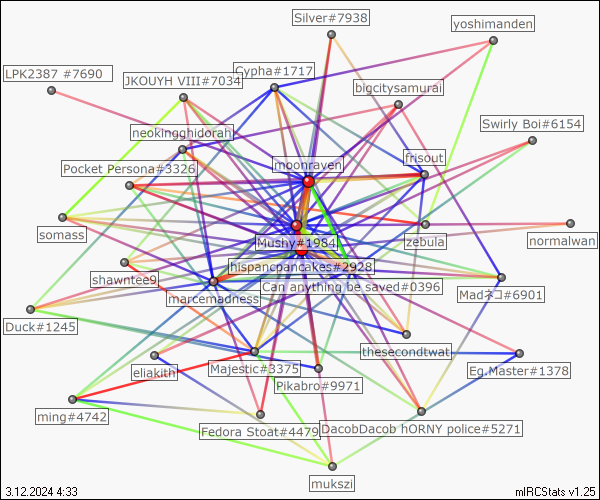 Silver#7938
yoshimanden
LPK2387 #7690
JKOUYH VIII#7034
Cypha#1717
bigcitysamurai
neokingghidorah
Swirly Boi#6154
Pocket Persona#3326
moonraven
frisout
somass
Mushy#1984
zebula
normalwan
shawntee9
hispancpancakes#2928
marcemadness
Can anything be saved#0396
Madネコ#6901
Duck#1245
eliakith
Majestic#3375
thesecondtwat
Pikabro#9971
Eg.Master#1378
ming#4742
Fedora Stoat#4479
DacobDacob hORNY police#5271
mukszi
3.12.2024 4:33
mIRCStats v1.25